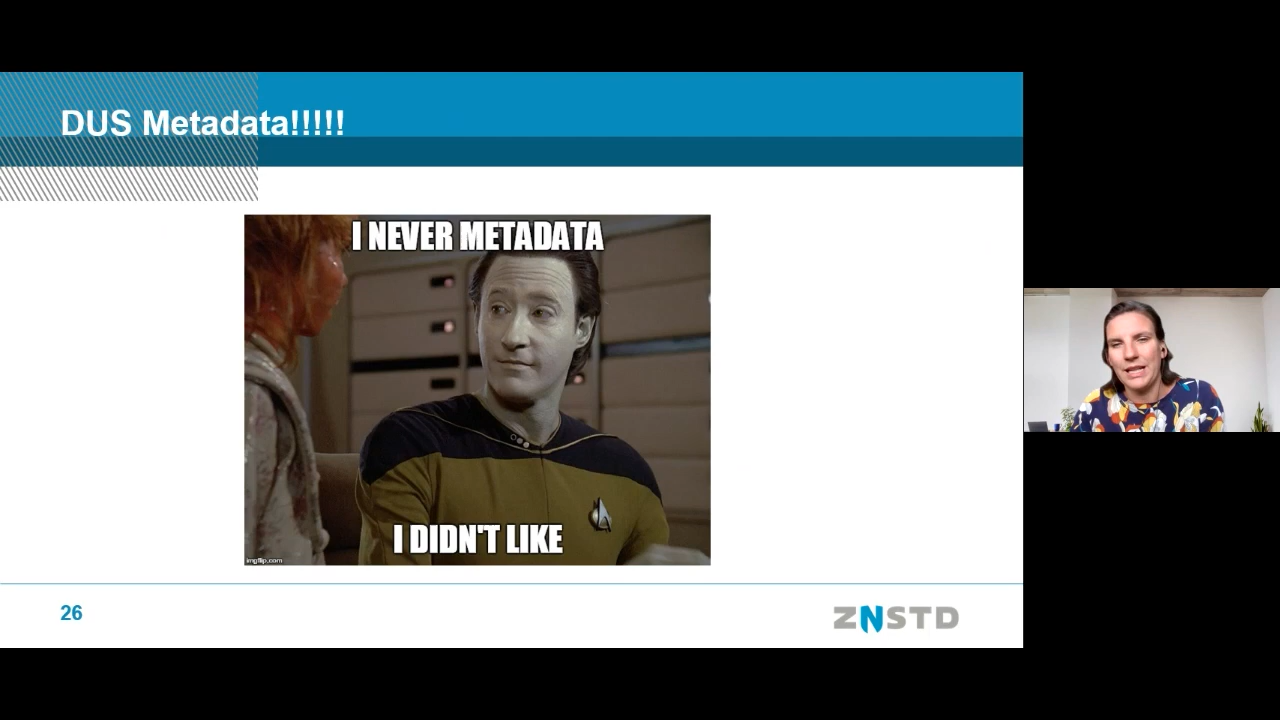 DUS Metadata!!!!!
I NEVER METADATA
I DIDN'T LIKE
imgflip.com
26
ZNSTD